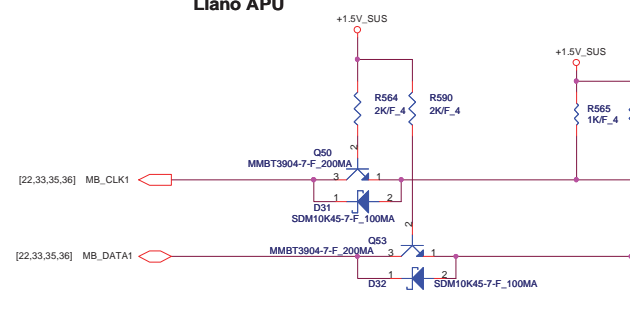 Llano APU
+1.5V_SUS
+1.5V_SUS
R564
2K/F_4
R590
2K/F_4
R565
1K/F_4
2
Q50
MMBT3904-7-F_200MA
3
1
[22,33,35,36] MB_CLK1
1
2
D31
SDM10K45-7-F_100MA
2
Q53
MMBT3904-7-F_200MA
3
1
[22,33,35,36] MB_DATA1
1
2
D32
SDM10K45-7-F_100MA